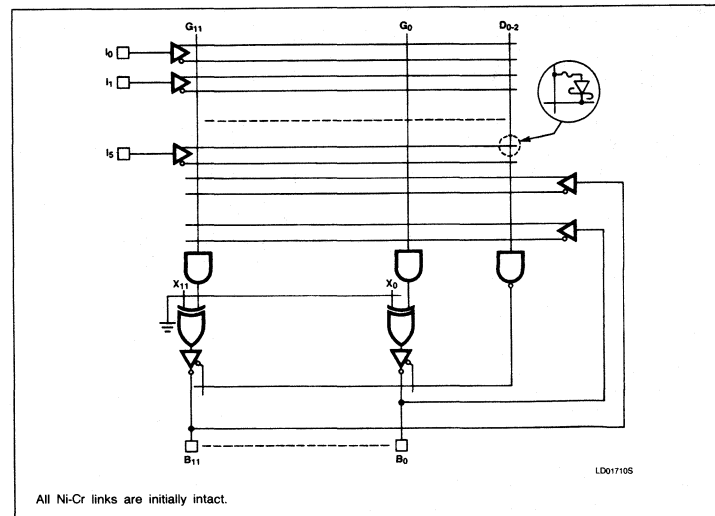 G11 G0 D0-2
I0
I1
I5
X11 X0
B11 B0
LD01710S
All Ni-Cr links are initially intact.